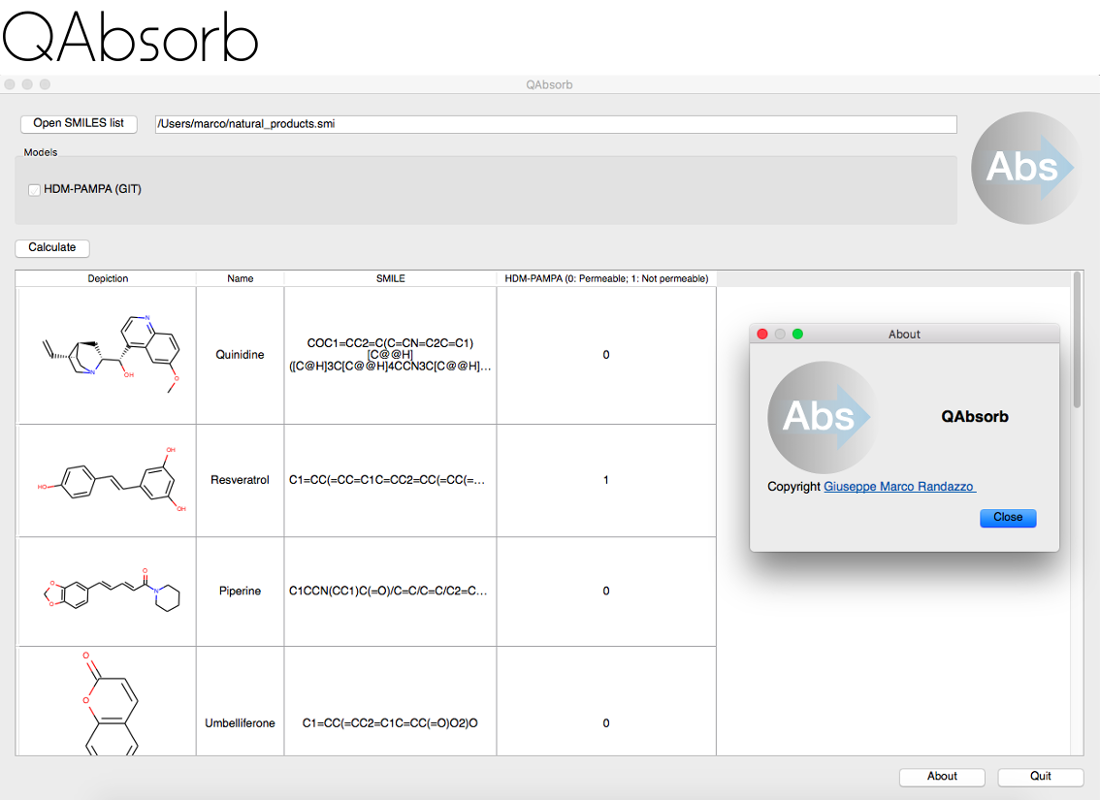 QAbsorb
QAbsorb
Open SMILES list
/Users/marco/natural_products.smi
Abs
Models
HDM-PAMPA (GIT)
Calculate
Depiction Name SMILE HDM-PAMPA (0: Permeable; 1: Not permeable)
N
N
OH
O
Quinidine
COC1=CC2=C(C=CN=C2C=C1)
[C@@H]
([C@H]3C[C@@H]4CCN3C[C@@H]...
0
HO
OH
OH
Resveratrol
C1=CC(=CC=C1C=CC2=CC(=CC(=...
1
O
O
O
N
Piperine
C1CCN(CC1)C(=O)/C=C/C=C/C2=C...
0
O
O
Umbelliferone
C1=CC(=CC2=C1C=CC(=O)O2)O
0
About
Abs
QAbsorb
Copyright Giuseppe Marco Randazzo
Close
About
Quit